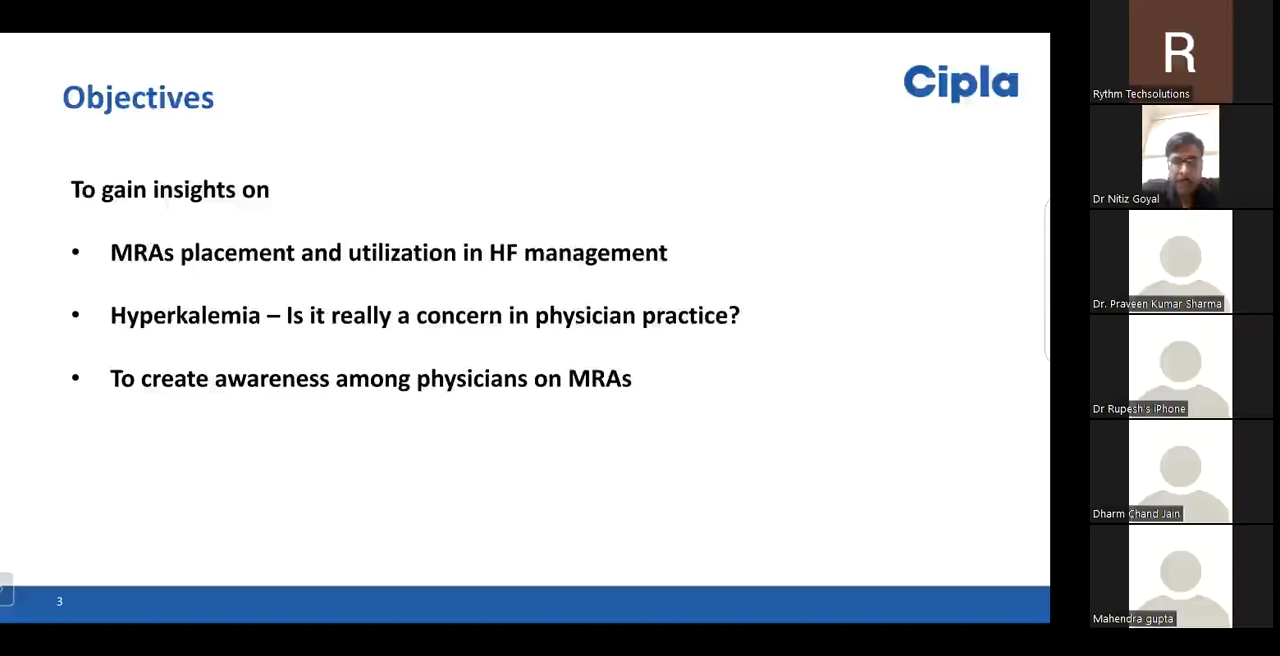 Objectives
Cipla
To gain insights on
• MRAs placement and utilization in HF management
• Hyperkalemia – Is it really a concern in physician practice?
• To create awareness among physicians on MRAs
3
R
Rythm Techsolutions
Dr Nitiz Goyal
Dr. Praveen Kumar Sharma
Dr Rupesh's iPhone
Dharm Chand Jain
Mahendra gupta